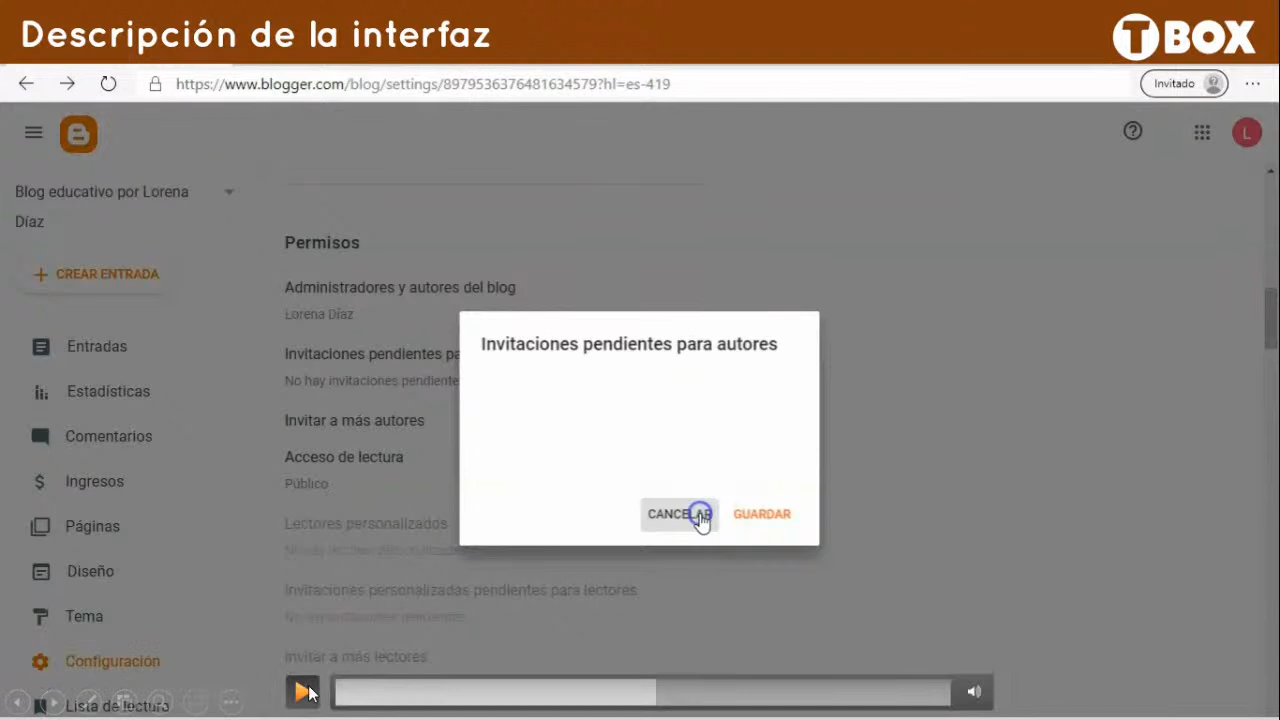 Descripción de la interfaz
TBOX
https://www.blogger.com/blog/settings/8979536376481634579?hl=es-419
Invitado
L
Blog educativo por Lorena
Díaz
CREAR ENTRADA
Entradas
Estadísticas
Comentarios
Ingresos
Páginas
Diseño
Tema
Configuración
Lista de lectura
Permisos
Administradores y autores del blog
Lorena Díaz
Invitaciones pendientes pa
No hay invitaciones pendiente
Invitar a más autores
Acceso de lectura
Público
Lectores personalizados
Invitaciones personalizadas pendientes para lectores
Invitar a más lectores
Invitaciones pendientes para autores
CANCELAR
GUARDAR